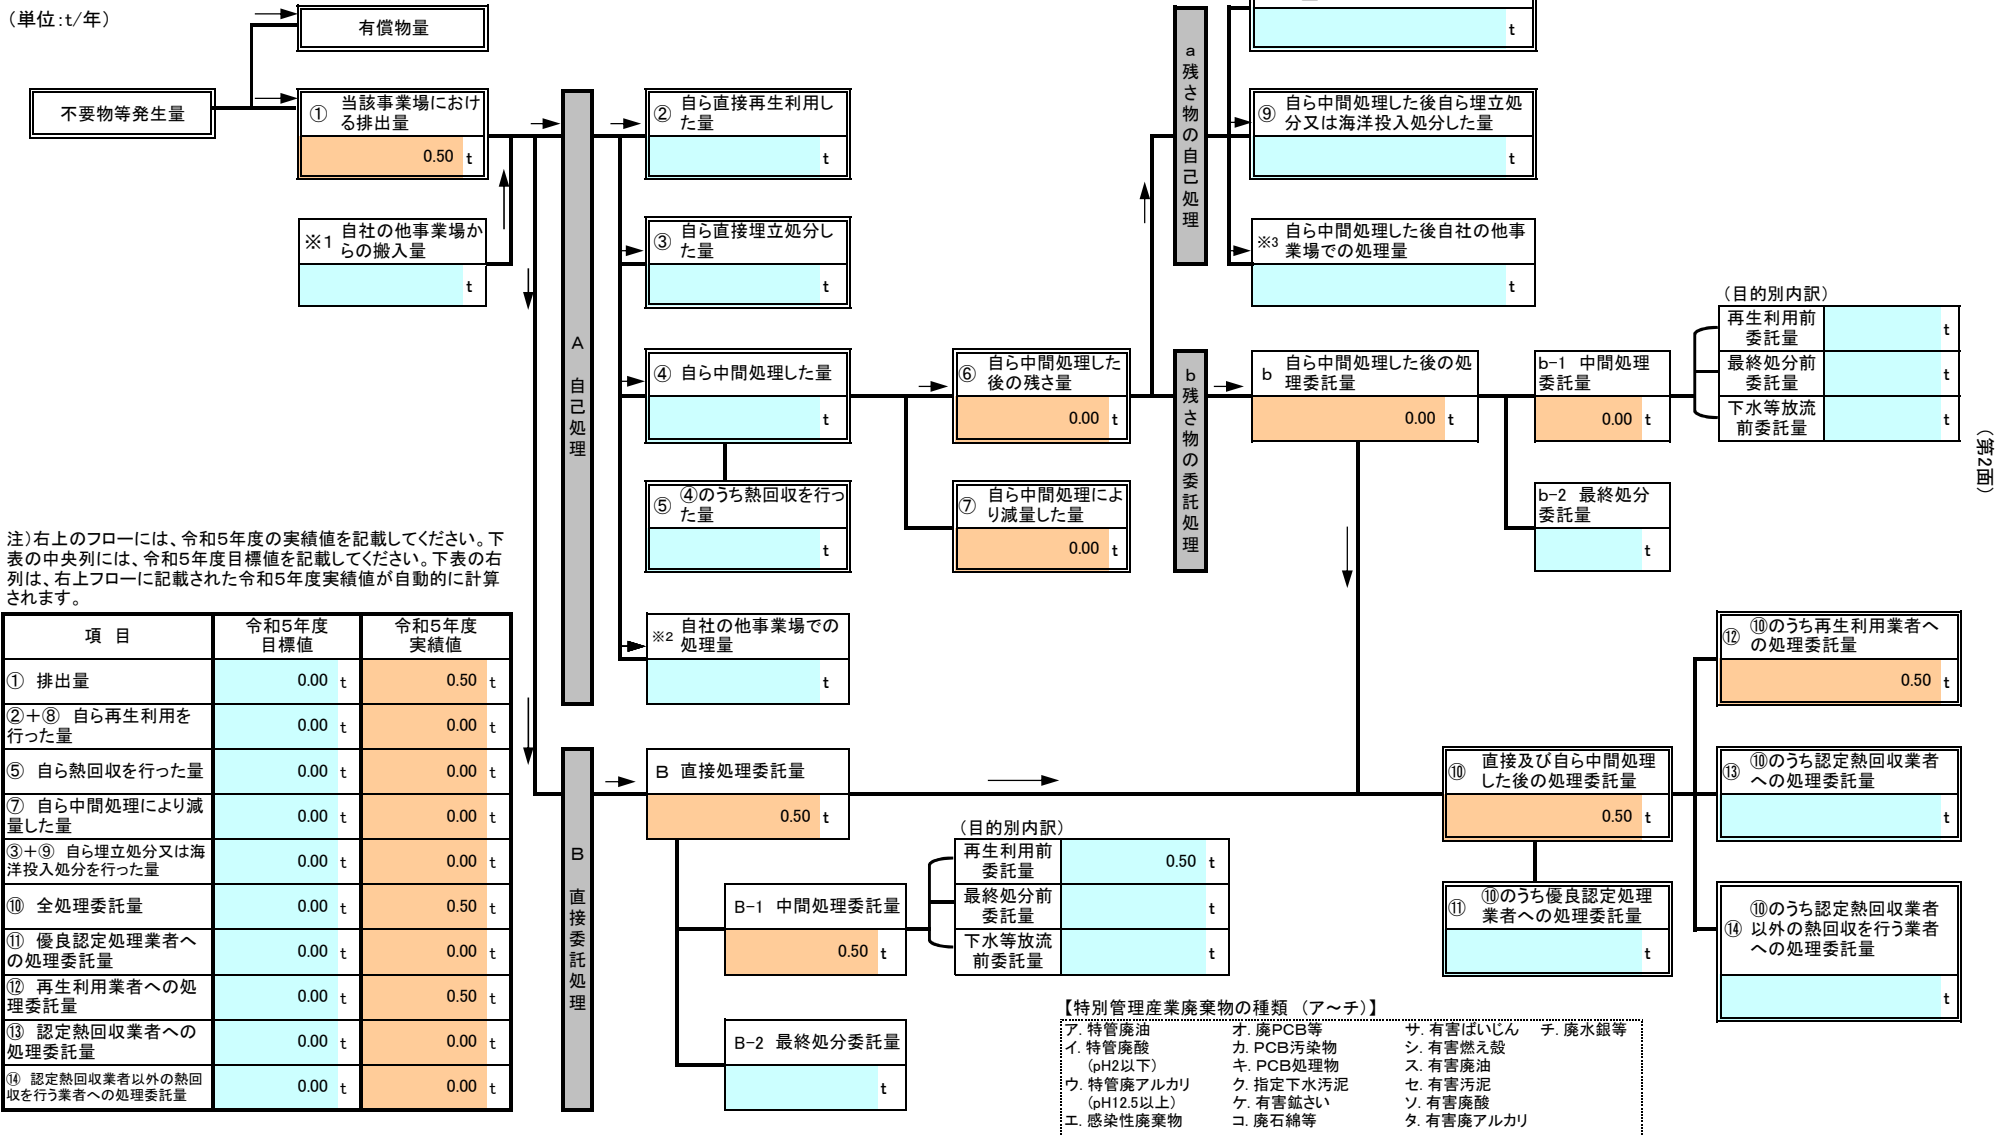 （単位:t/年）
有償物量
不要物等発生量
① 当該事業場におけ
る排出量
0.50 t
※1 自社の他事業場か
らの搬入量
t
A 自己処理
② 自ら直接再生利用し
た量
t
③ 自ら直接埋立処分し
た量
t
④ 自ら中間処理した量
t
⑤ ④のうち熱回収を行っ
た量
t
※2 自社の他事業場での
処理量
t
⑥ 自ら中間処理した
後の残さ量
0.00 t
⑦ 自ら中間処理によ
り減量した量
0.00 t
a 残さ物の自己処理
t
⑨ 自ら中間処理した後自ら埋立処
分又は海洋投入処分した量
t
※3 自ら中間処理した後自社の他事
業場での処理量
t
b 残さ物の委託処理
b 自ら中間処理した後の処
理委託量
0.00 t
b-1 中間処理
委託量
0.00 t
b-2 最終処分
委託量
t
（目的別内訳）
再生利用前
委託量
t
最終処分前
委託量
t
下水等放流
前委託量
t
（第2面）
注）右上のフローには、令和5年度の実績値を記載してください。下
表の中央列には、令和5年度目標値を記載してください。下表の右
列は、右上フローに記載された令和5年度実績値が自動的に計算
されます。
項 目
令和5年度
目標値
令和5年度
実績値
① 排出量
0.00 t 0.50 t
②＋⑧ 自ら再生利用を
行った量
0.00 t 0.00 t
⑤ 自ら熱回収を行った量
0.00 t 0.00 t
⑦ 自ら中間処理により減
量した量
0.00 t 0.00 t
③＋⑨ 自ら埋立処分又は海
洋投入処分を行った量
0.00 t 0.00 t
⑩ 全処理委託量
0.00 t 0.50 t
⑪ 優良認定処理業者へ
の処理委託量
0.00 t 0.00 t
⑫ 再生利用業者への処
理委託量
0.00 t 0.50 t
⑬ 認定熱回収業者への
処理委託量
0.00 t 0.00 t
⑭ 認定熱回収業者以外の熱回
収を行う業者への処理委託量
0.00 t 0.00 t
B 直接委託処理
B 直接処理委託量
0.50 t
B-1 中間処理委託量
0.50 t
B-2 最終処分委託量
t
（目的別内訳）
再生利用前
委託量
0.50 t
最終処分前
委託量
t
下水等放流
前委託量
t
⑩ 直接及び自ら中間処理
した後の処理委託量
0.50 t
⑪ ⑩のうち優良認定処理
業者への処理委託量
t
⑫ ⑩のうち再生利用業者へ
の処理委託量
0.50 t
⑬ ⑩のうち認定熱回収業者
への処理委託量
t
⑭ ⑩のうち認定熱回収業者
以外の熱回収を行う業者
への処理委託量
t
【特別管理産業廃棄物の種類 （ア～チ）】
ア. 特管廃油 オ. 廃PCB等 サ. 有害ばいじん チ. 廃水銀等
イ. 特管廃酸 カ. PCB汚染物 シ. 有害燃え殻
（pH2以下） キ. PCB処理物 ス. 有害廃油
ウ. 特管廃アルカリ ク. 指定下水汚泥 セ. 有害汚泥
（pH12.5以上） ケ. 有害鉱さい ソ. 有害廃酸
エ. 感染性廃棄物 コ. 廃石綿等 タ. 有害廃アルカリ